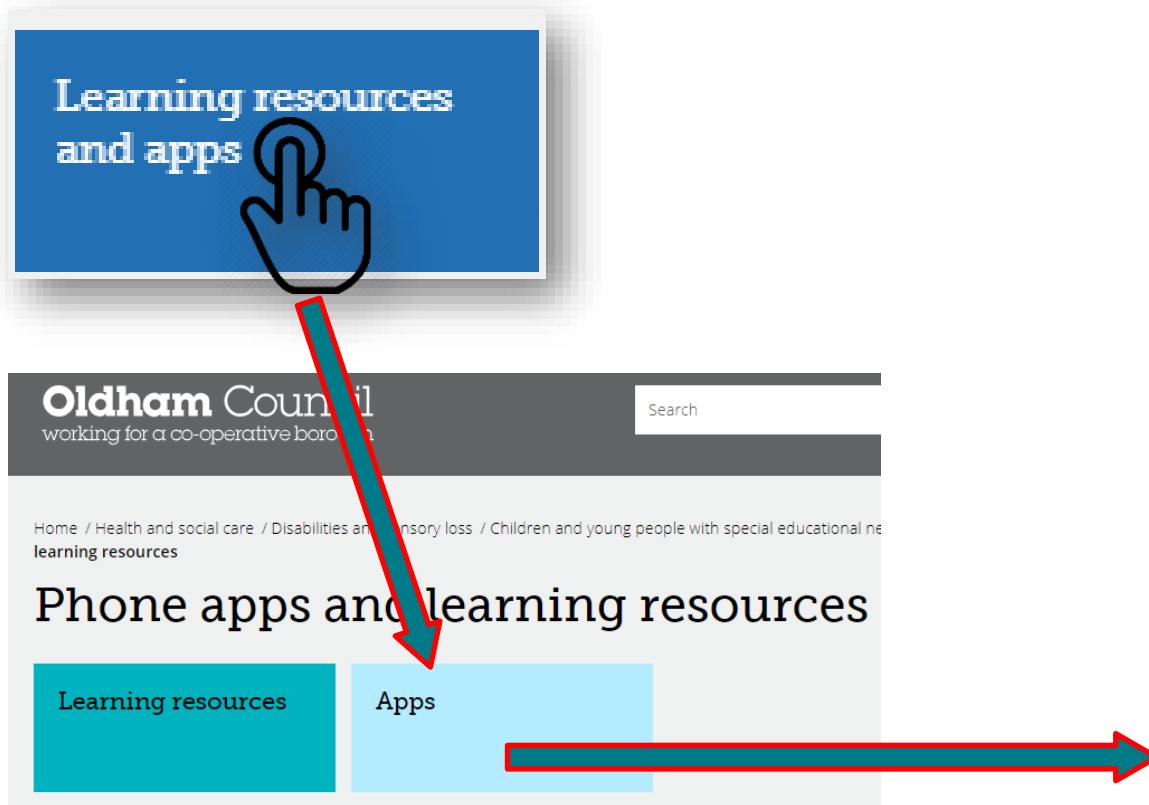 Learning resources
and apps
Oldham Council
working for a co-operative borough
Search
Home / Health and social care / Disabilities and sensory loss / Children and young people with special educational ne
learning resources
Phone apps and learning resources
Learning resources
Apps